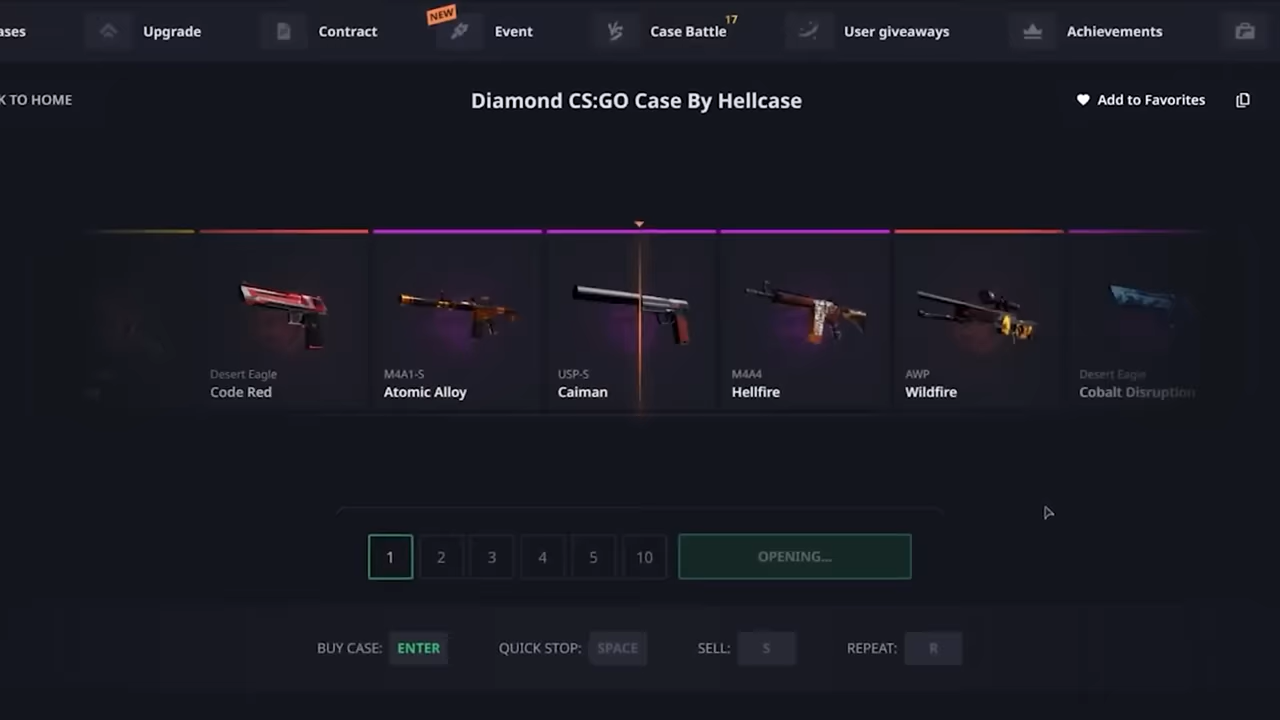 ases Upgrade Contract NEW Event Case Battle 17 User giveaways Achievements
K TO HOME Diamond CS:GO Case By Hellcase Add to Favorites
Desert Eagle M4A1-S USP-S M4A4 AWP Desert Eagle
Code Red Atomic Alloy Caiman Hellfire Wildfire Cobalt Disruption
1 2 3 4 5 10 OPENING...
BUY CASE: ENTER QUICK STOP: SPACE SELL: S REPEAT: R